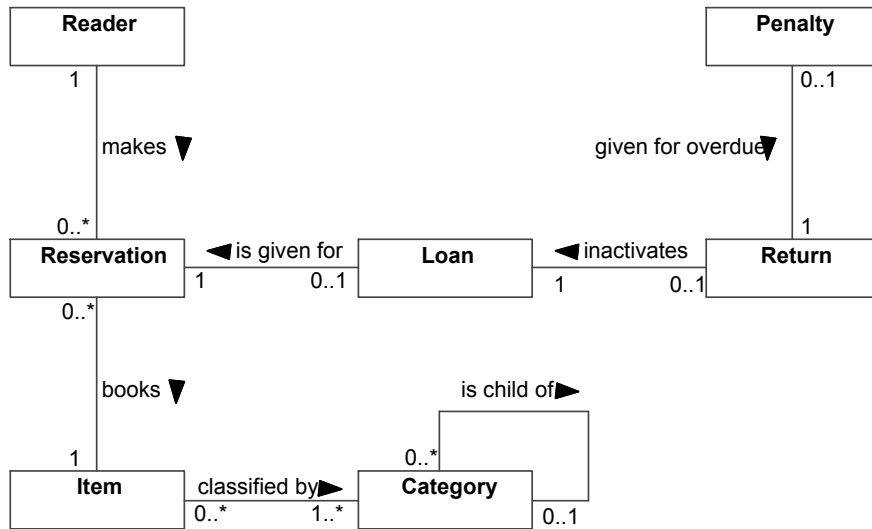 Reader
Penalty
1
0..1
makes
given for overdue
0..*
1
Reservation
is given for
Loan
inactivates
Return
1
0..1
1
0..1
0..*
books
is child of
0..*
1
Item
classified by
Category
0..*
1..*
0..1